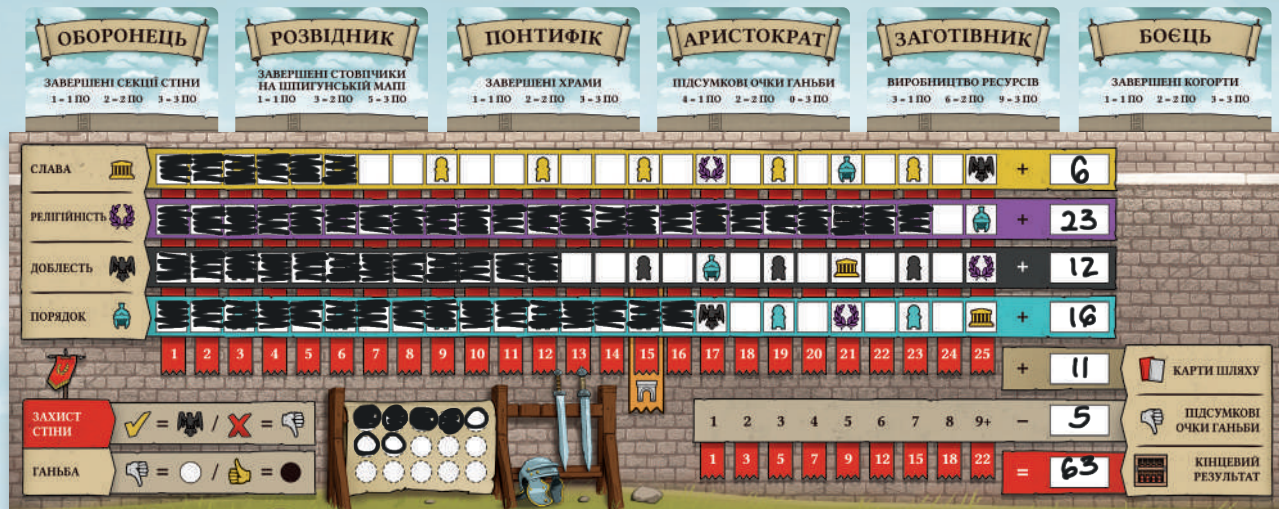 ОБОРОНЕЦЬ
ЗАВЕРШЕНІ СЕКЦІЇ СТІНИ
1 = 1 ПО 2 = 2 ПО 3 = 3 ПО
РОЗВІДНИК
ЗАВЕРШЕНІ СТОВПЧИКИ
НА ШПИГУНСЬКІЙ МАПІ
1 = 1 ПО 3 = 2 ПО 5 = 3 ПО
ПОНТИФІК
ЗАВЕРШЕНІ ХРАМИ
1 = 1 ПО 2 = 2 ПО 3 = 3 ПО
АРИСТОКРАТ
ПІДСУМКОВІ ОЧКИ ГАНЬБИ
4 = 1 ПО 2 = 2 ПО 0 = 3 ПО
ЗАГОТІВНИК
ВИРОБНИЦТВО РЕСУРСІВ
3 = 1 ПО 6 = 2 ПО 9 = 3 ПО
БОЄЦЬ
ЗАВЕРШЕНІ КОГОРТИ
1 = 1 ПО 2 = 2 ПО 3 = 3 ПО
СЛАВА + 6
РЕЛІГІЙНІСТЬ + 23
ДОБЛЕСТЬ + 12
ПОРЯДОК + 16
1 2 3 4 5 6 7 8 9 10 11 12 13 14 15 16 17 18 19 20 21 22 23 24 25
+ 11 КАРТИ ШЛЯХУ
ЗАХИСТ
СТІНИ
= / =
ГАНЬБА = / =
1 2 3 4 5 6 7 8 9+ - 5
ПІДСУМКОВІ
ОЧКИ ГАНЬБИ
1 3 5 7 9 12 15 18 22 = 63
КІНЦЕВИЙ
РЕЗУЛЬТАТ